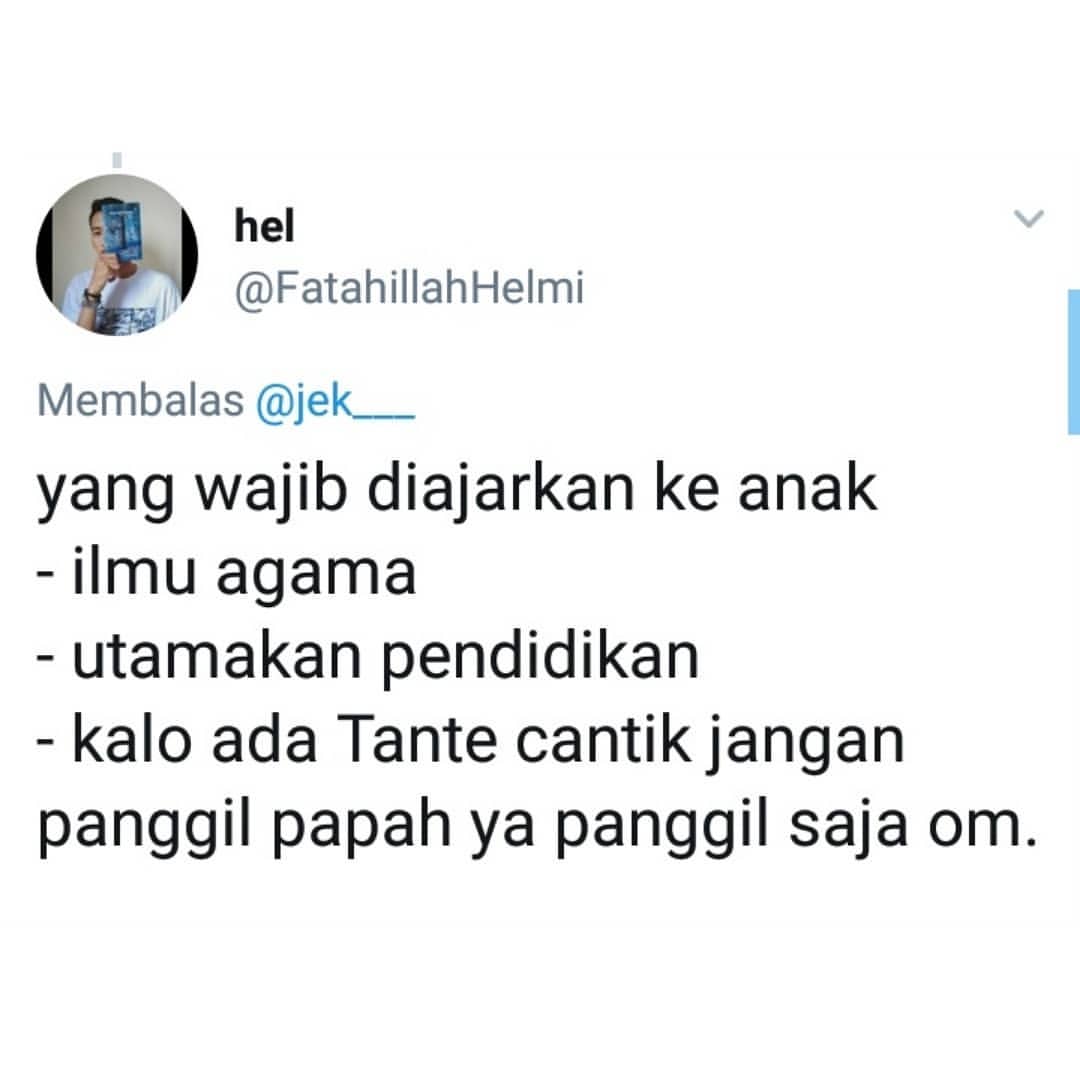 hel
@FatahillahHelmi
Membalas @jek___
yang wajib diajarkan ke anak
- ilmu agama
- utamakan pendidikan
- kalo ada Tante cantik jangan
panggil papah ya panggil saja om.